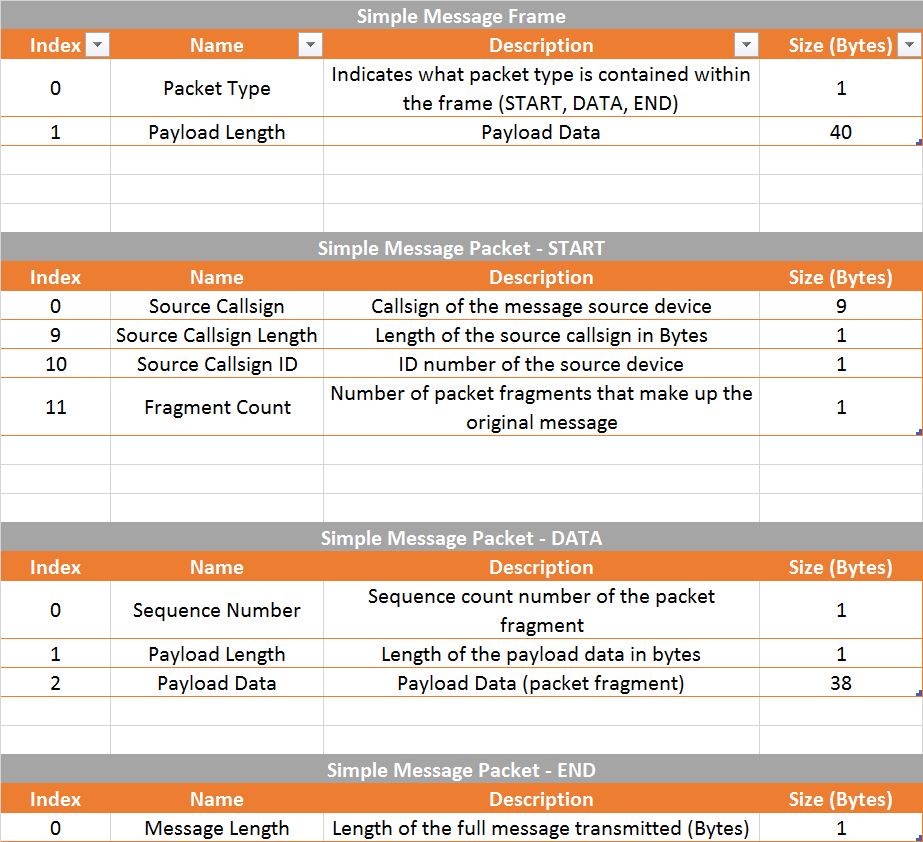 Simple Message Frame
Index Name Description Size (Bytes)
0 Packet Type Indicates what packet type is contained within the frame (START, DATA, END) 1
1 Payload Length Payload Data 40
Simple Message Packet - START
Index Name Description Size (Bytes)
0 Source Callsign Callsign of the message source device 9
9 Source Callsign Length Length of the source callsign in Bytes 1
10 Source Callsign ID ID number of the source device 1
11 Fragment Count Number of packet fragments that make up the original message 1
Simple Message Packet - DATA
Index Name Description Size (Bytes)
0 Sequence Number Sequence count number of the packet fragment 1
1 Payload Length Length of the payload data in bytes 1
2 Payload Data Payload Data (packet fragment) 38
Simple Message Packet - END
Index Name Description Size (Bytes)
0 Message Length Length of the full message transmitted (Bytes) 1